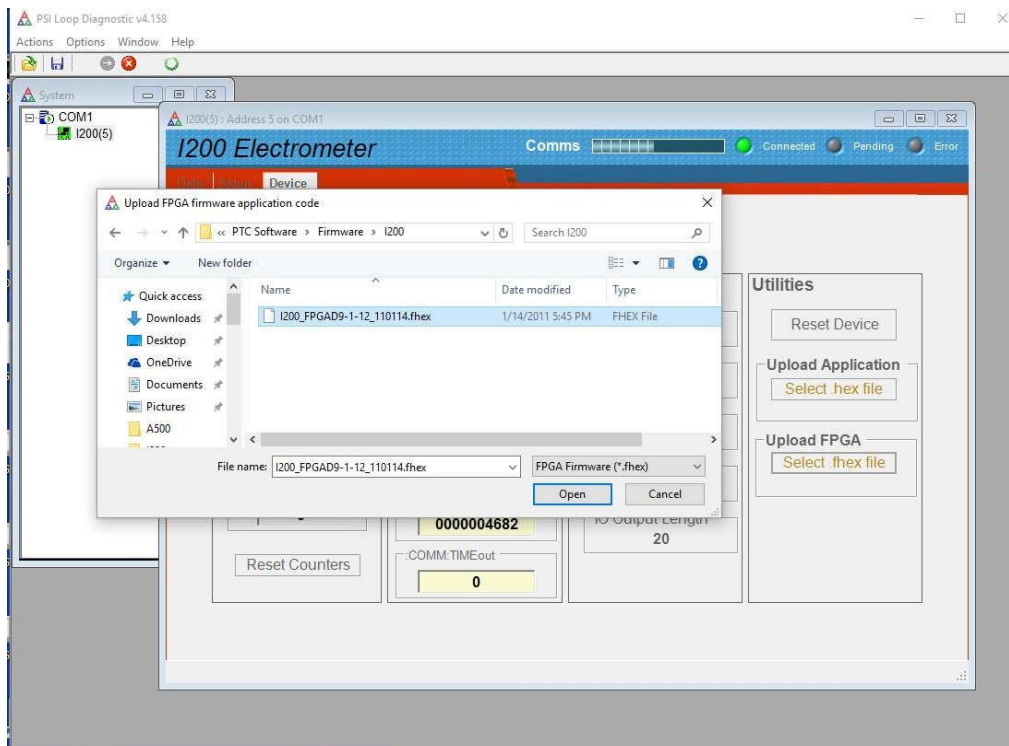 PSI Loop Diagnostic v4.158
Actions Options Window Help
System
COM1
I200(5)
I200(5) : Address 5 on COM1
I200 Electrometer
Comms
Connected Pending Error
Device
Upload FPGA firmware application code
« PTC Software > Firmware > I200
Search I200
Organize New folder
Name Date modified Type
Quick access
Downloads
Desktop
OneDrive
Documents
Pictures
A500
I200_FPGAD9-1-12_110114.fhex 1/14/2011 5:45 PM FHEX File
File name: I200_FPGAD9-1-12_110114.fhex FPGA Firmware (*.fhex)
Open Cancel
Utilities
Reset Device
Upload Application
Select .hex file
Upload FPGA
Select .fhex file
0000004682
IO Output Length
20
Reset Counters
:COMM:TIMEout
0